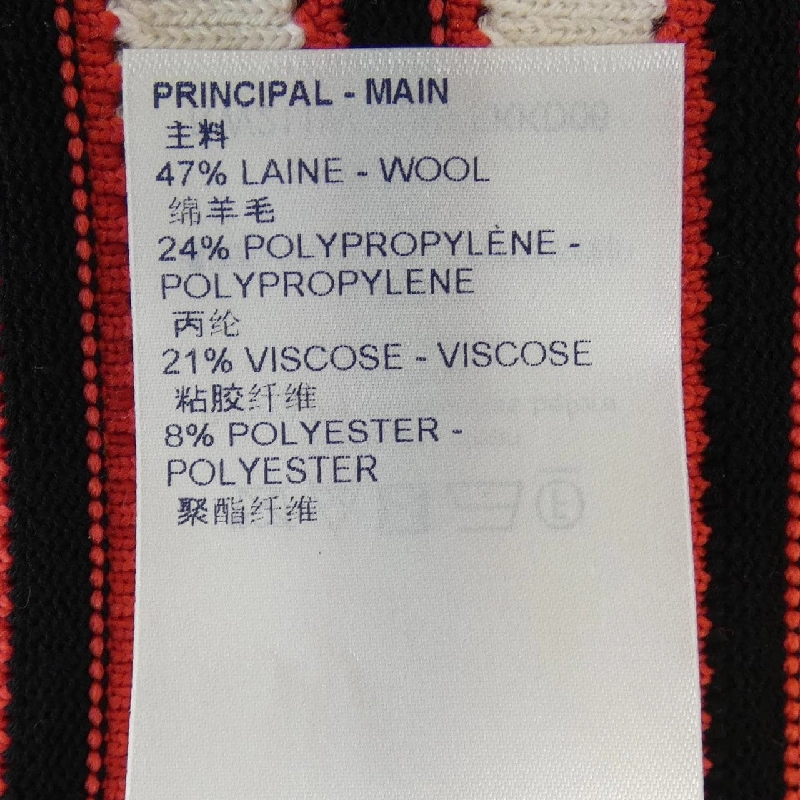 PRINCIPAL - MAIN
主料
47% LAINE - WOOL
绵羊毛
24% POLYPROPYLÈNE -
POLYPROPYLENE
丙纶
21% VISCOSE - VISCOSE
粘胶纤维
8% POLYESTER -
POLYESTER
聚酯纤维